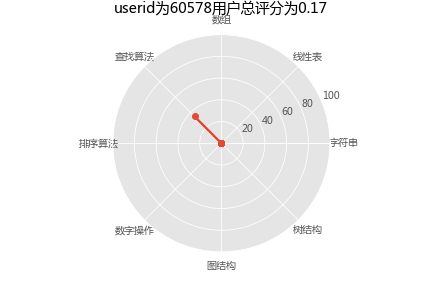 userid为60578用户总评分为0.17
数组
查找算法
线性表
100
80
60
40
20
排序算法
字符串
数字操作
树结构
图结构